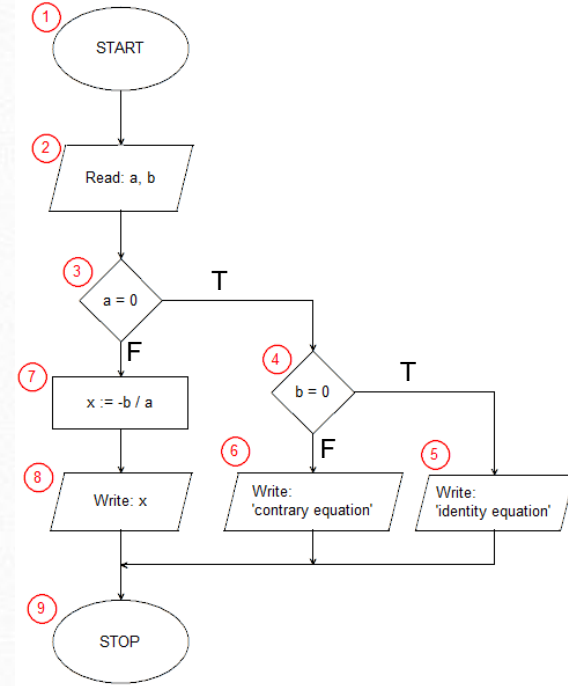 1
START
2
Read: a, b
3
T
a = 0
F
4
T
b = 0
7
x := -b / a
F
6
5
8
Write: x
Write:
'contrary equation'
Write:
'identity equation'
9
STOP